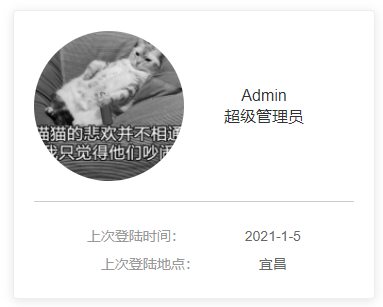 猫猫的悲欢并不相通
我只觉得他们吵闹
Admin
超级管理员
上次登陆时间： 2021-1-5
上次登陆地点： 宜昌